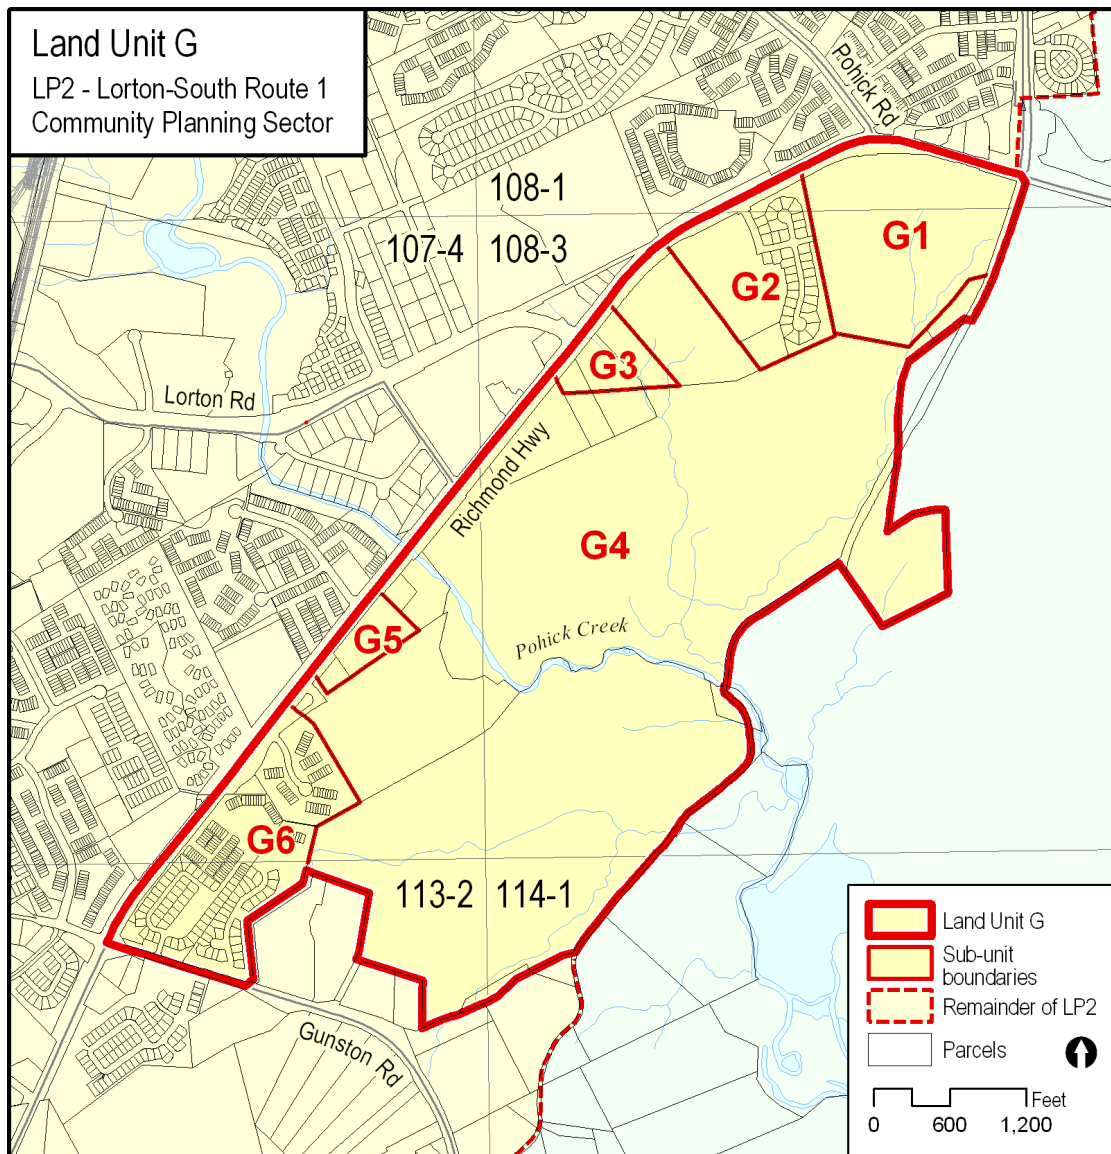 Land Unit G
LP2 - Lorton-South Route 1
Community Planning Sector
Pohick Rd
108-1
107-4 108-3
G1
G2
G3
Lorton Rd
Richmond Hwy
G4
G5
Pohick Creek
G6
113-2 114-1
Gunston Rd
Land Unit G
Sub-unit
boundaries
Remainder of LP2
Parcels
Feet
0 600 1,200